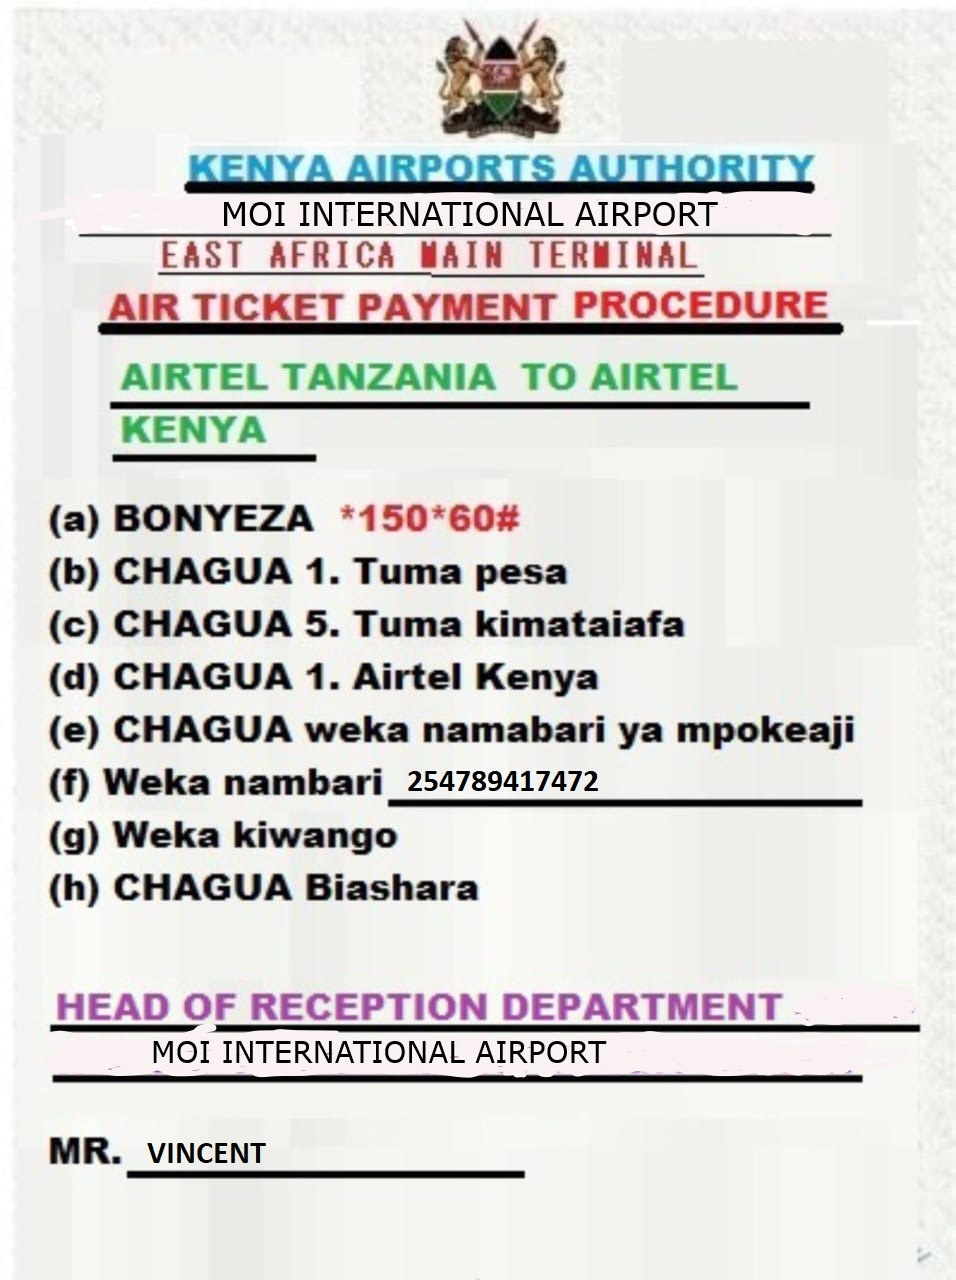 KENYA AIRPORTS AUTHORITY
MOI INTERNATIONAL AIRPORT
EAST AFRICA MAIN TERMINAL
AIR TICKET PAYMENT PROCEDURE
AIRTEL TANZANIA TO AIRTEL
KENYA
(a) BONYEZA *150*60#
(b) CHAGUA 1. Tuma pesa
(c) CHAGUA 5. Tuma kimataiafa
(d) CHAGUA 1. Airtel Kenya
(e) CHAGUA weka namabari ya mpokeaji
(f) Weka nambari 254789417472
(g) Weka kiwango
(h) CHAGUA Biashara
HEAD OF RECEPTION DEPARTMENT
MOI INTERNATIONAL AIRPORT
MR. VINCENT